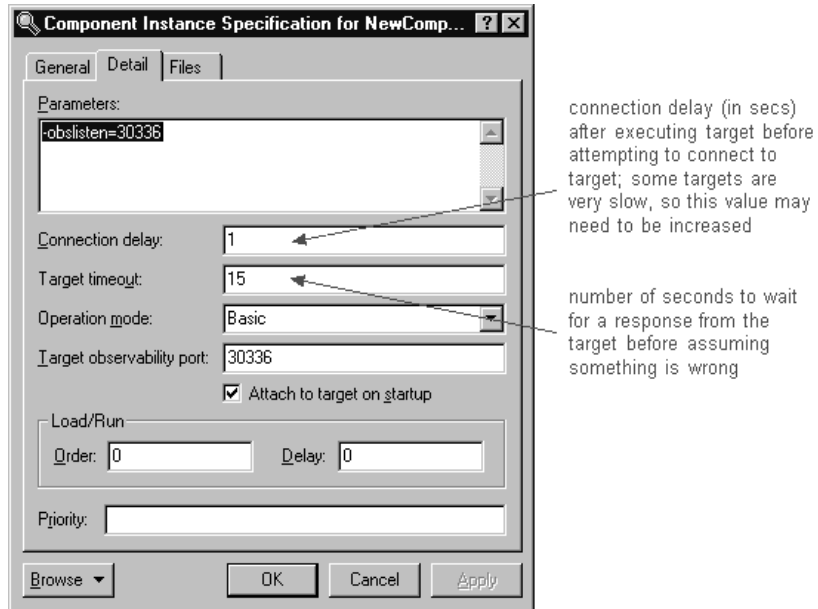 Component Instance Specification for NewComp... ? X
General Detail Files
Parameters:
-obslisten=30336
Connection delay: 1
Target timeout: 15
Operation mode: Basic
Target observability port: 30336
Attach to target on startup
Load/Run
Order: 0 Delay: 0
Priority:
Browse OK Cancel Apply
connection delay (in secs)
after executing target before
attempting to connect to
target; some targets are
very slow, so this value may
need to be increased
number of seconds to wait
for a response from the
target before assuming
something is wrong